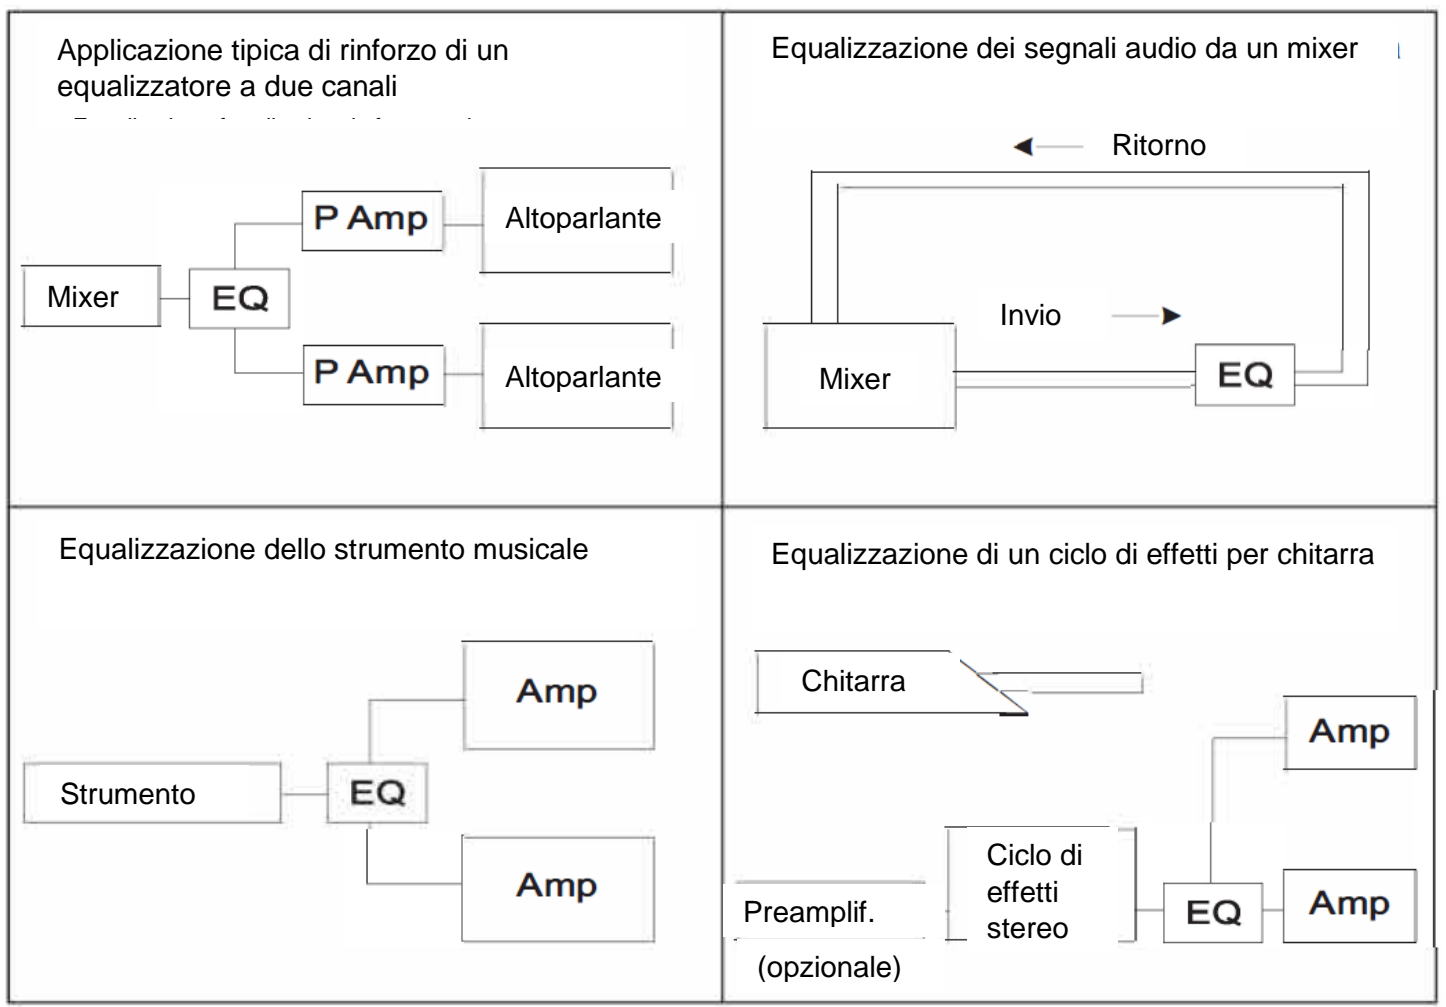 Applicazione tipica di rinforzo di un
equalizzatore a due canali
P Amp
Altoparlante
Mixer
EQ
P Amp
Altoparlante
Equalizzazione dei segnali audio da un mixer
Ritorno
Invio
Mixer
EQ
Equalizzazione dello strumento musicale
Amp
Strumento
EQ
Amp
Equalizzazione di un ciclo di effetti per chitarra
Chitarra
Amp
Ciclo di
effetti
stereo
Preamplif.
(opzionale)
EQ
Amp